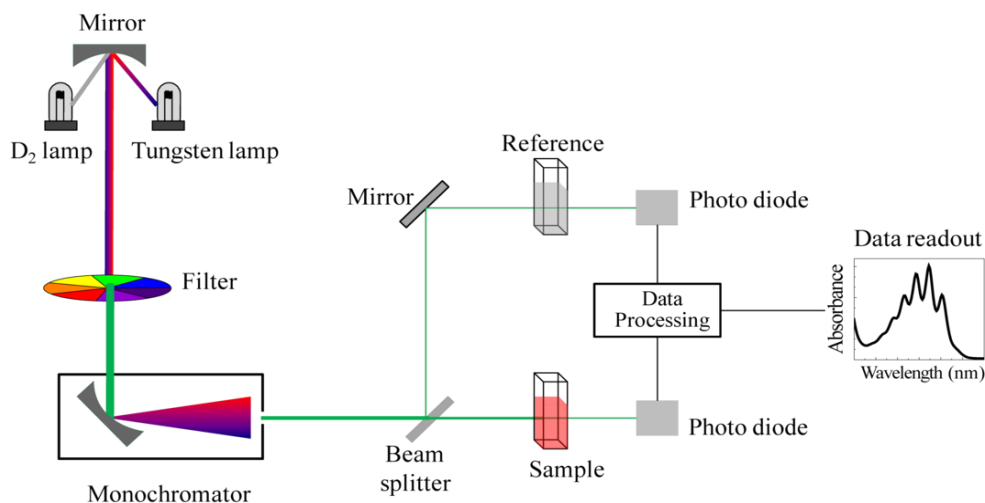 Mirror
D₂ lamp
Tungsten lamp
Filter
Monochromator
Mirror
Beam
splitter
Reference
Sample
Photo diode
Data
Processing
Photo diode
Data readout
Absorbance
Wavelength (nm)